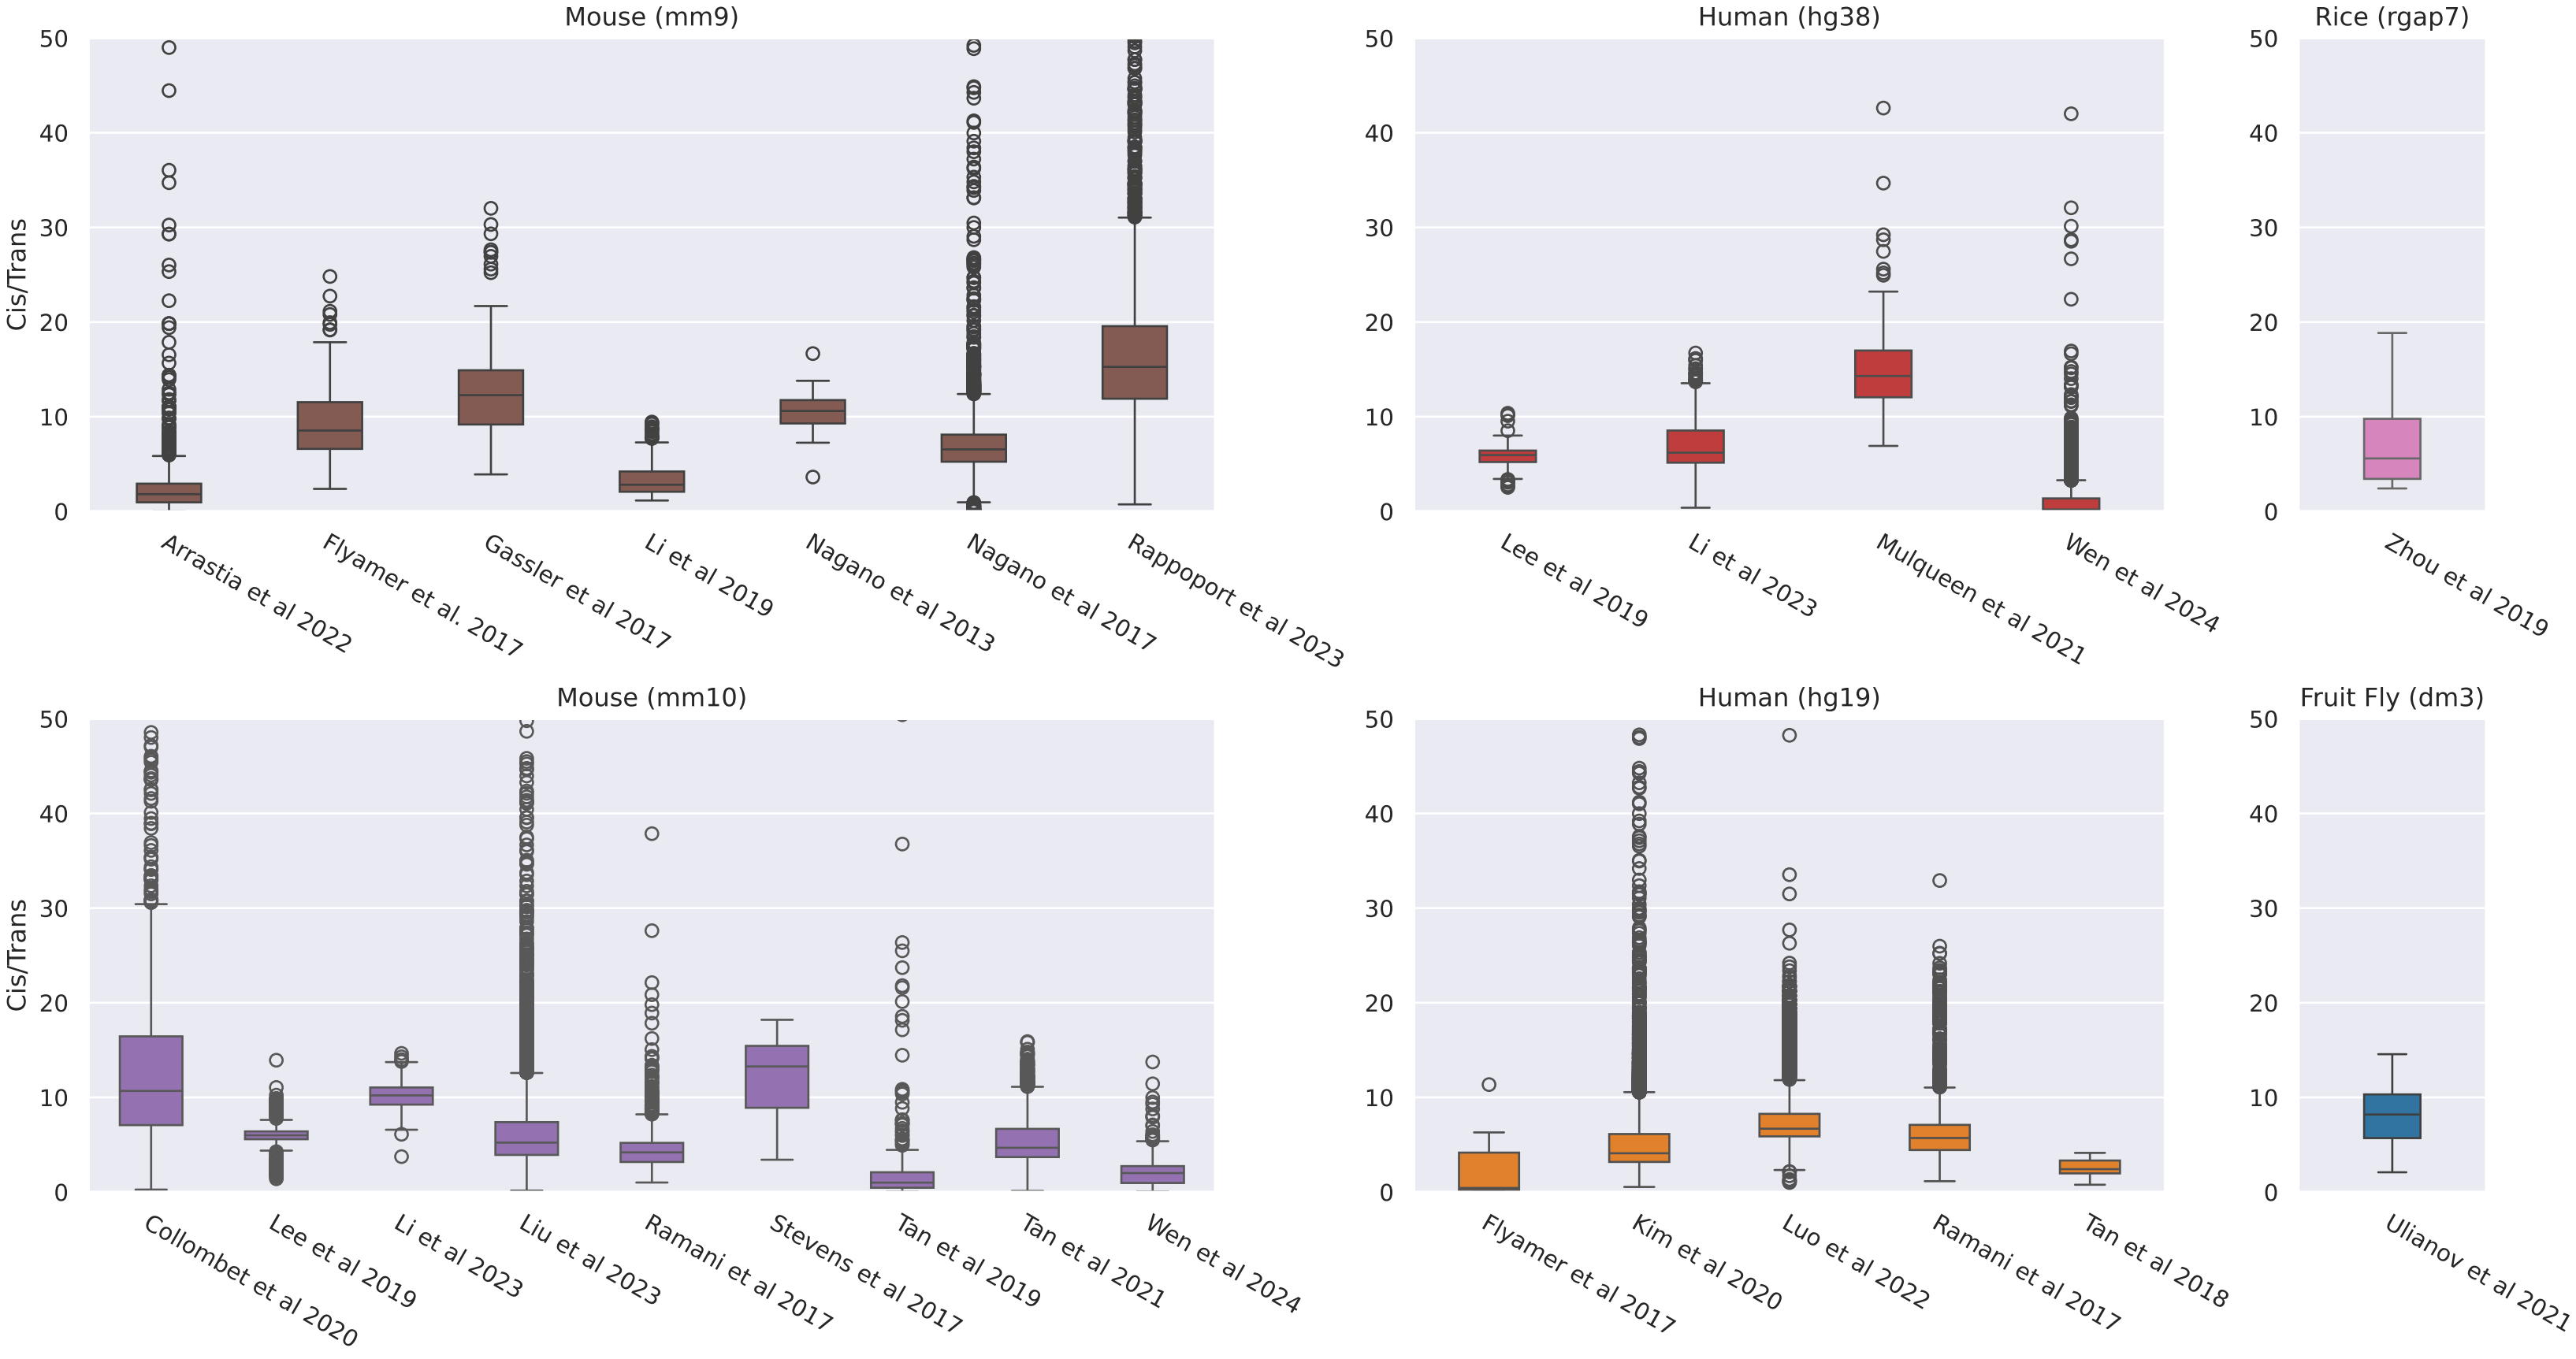 Mouse (mm9)
50
40
30
20
10
0
Cis/Trans
Arrastia et al 2022
Flyamer et al. 2017
Gassler et al 2017
Li et al 2019
Nagano et al 2013
Nagano et al 2017
Rappoport et al 2023
Human (hg38)
50
40
30
20
10
0
Lee et al 2019
Li et al 2023
Mulqueen et al 2021
Wen et al 2024
Rice (rgap7)
50
40
30
20
10
0
Zhou et al 2019
Mouse (mm10)
50
40
30
20
10
0
Cis/Trans
Collombet et al 2020
Lee et al 2019
Li et al 2023
Liu et al 2023
Ramani et al 2017
Stevens et al 2017
Tan et al 2019
Tan et al 2021
Wen et al 2024
Human (hg19)
50
40
30
20
10
0
Flyamer et al 2017
Kim et al 2020
Luo et al 2022
Ramani et al 2017
Tan et al 2018
Fruit Fly (dm3)
50
40
30
20
10
0
Ulianov et al 2021